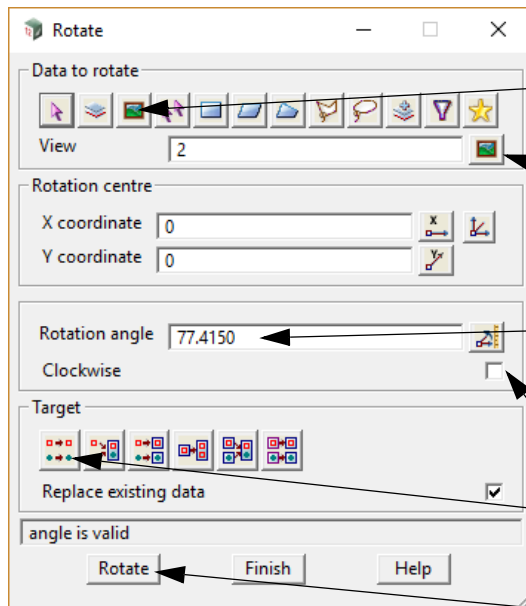 Rotate
Data to rotate
View 2
Rotation centre
X coordinate 0
Y coordinate 0
Rotation angle 77.4150
Clockwise
Target
Replace existing data
angle is valid
Rotate Finish Help